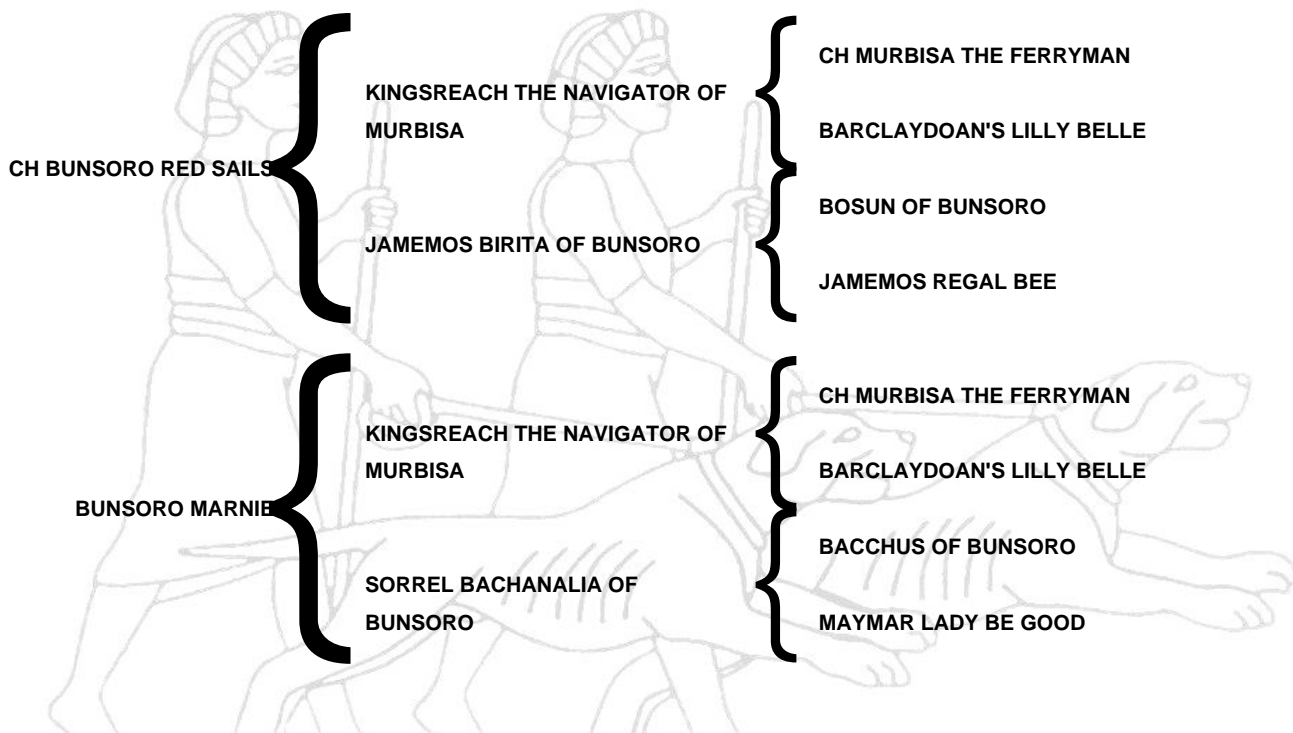 CH MURBISA THE FERRYMAN
KINGSREACH THE NAVIGATOR OF
MURBISA
BARCLAYDOAN'S LILLY BELLE
CH BUNSORO RED SAILS
BOSUN OF BUNSORO
JAMEMOS BIRITA OF BUNSORO
JAMEMOS REGAL BEE
CH MURBISA THE FERRYMAN
KINGSREACH THE NAVIGATOR OF
MURBISA
BARCLAYDOAN'S LILLY BELLE
BUNSORO MARNIE
BACCHUS OF BUNSORO
SORREL BACHANALIA OF
BUNSORO
MAYMAR LADY BE GOOD